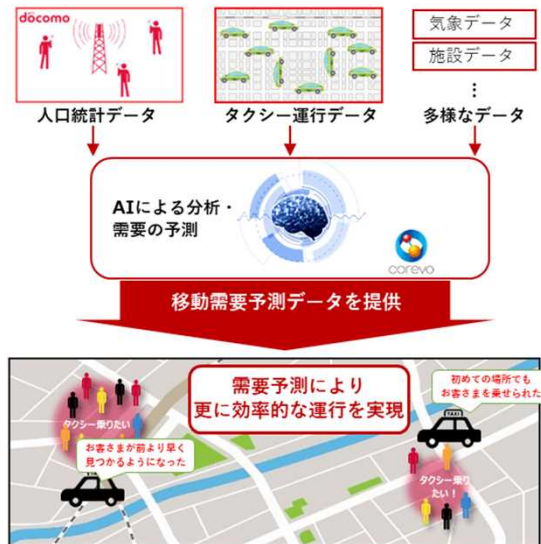 döcomo
気象データ
施設データ
⋮
人口統計データ
タクシー運行データ
多様なデータ
AIによる分析・
需要の予測
corevo
移動需要予測データを提供
需要予測により
更に効率的な運行を実現
初めての場所でも
お客さまを乗せられた
タクシー乗りたい
お客さまが前より早く
見つかるようになった
TAXI
タクシー乗り
たい！